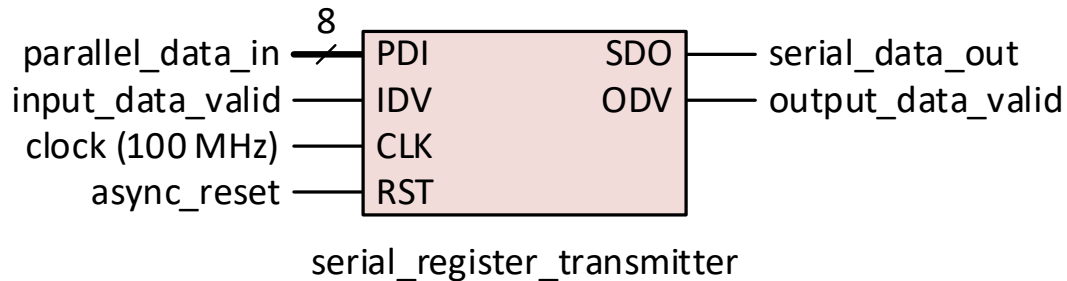 8
parallel_data_in PDI SDO serial_data_out
input_data_valid IDV ODV output_data_valid
clock (100 MHz) CLK
async_reset RST
serial_register_transmitter